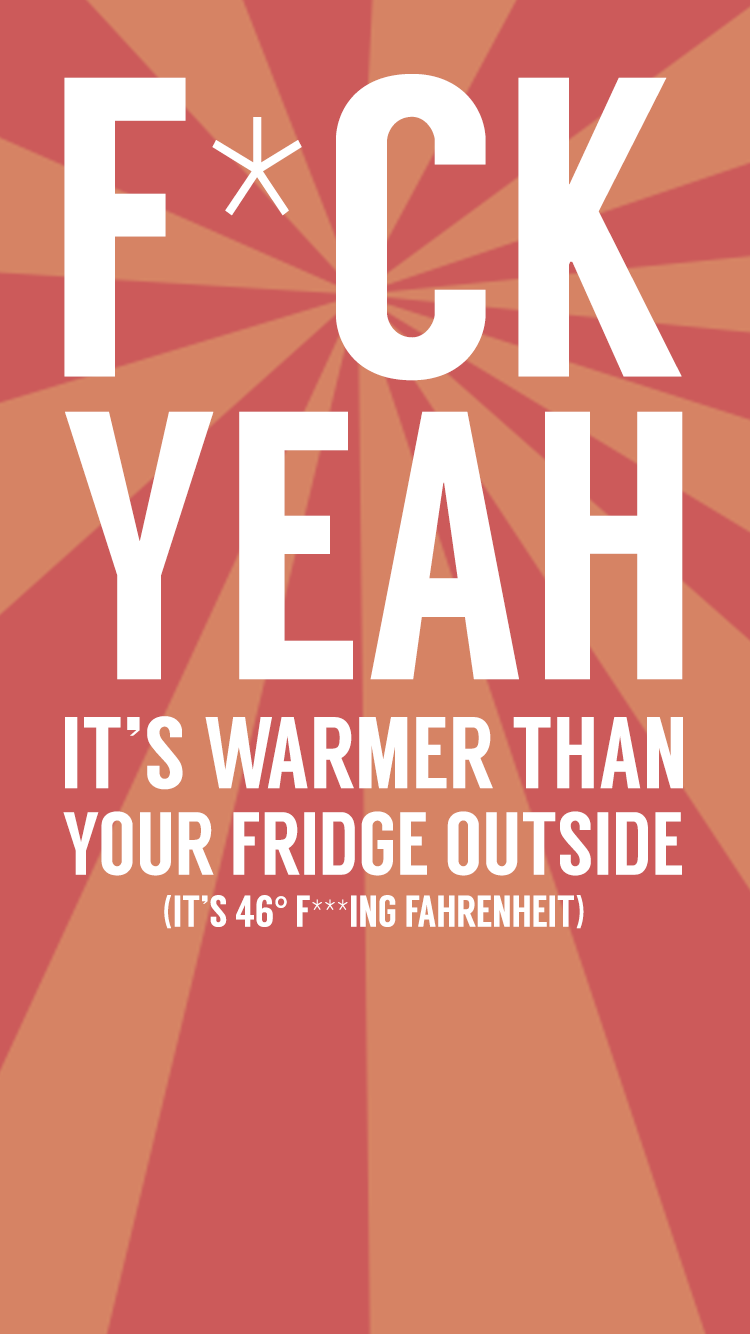 F*CK
YEAH
IT'S WARMER THAN
YOUR FRIDGE OUTSIDE
(IT'S 46° F***ING FAHRENHEIT)